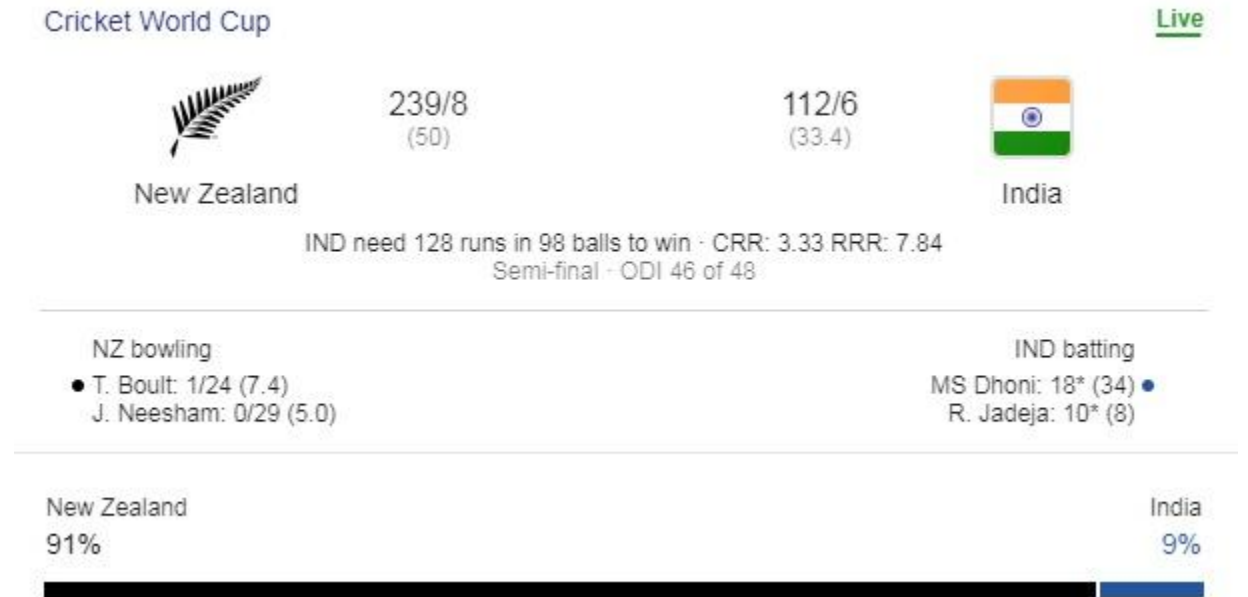 Cricket World Cup Live
239/8 112/6
(50) (33.4)
New Zealand India
IND need 128 runs in 98 balls to win · CRR: 3.33 RRR: 7.84
Semi-final · ODI 46 of 48
NZ bowling IND batting
T. Boult: 1/24 (7.4) MS Dhoni: 18* (34)
J. Neesham: 0/29 (5.0) R. Jadeja: 10* (8)
New Zealand India
91% 9%